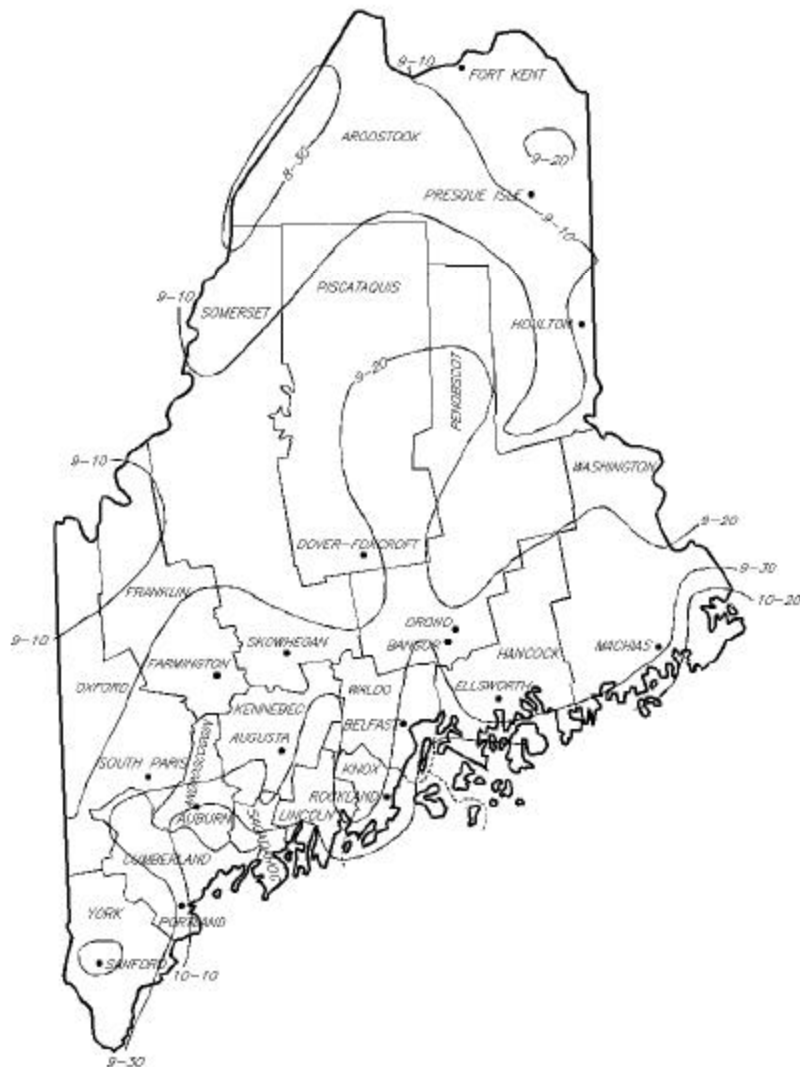 9-10
FORT KENT
AROOSTOOK
8-30
9-20
PRESQUE ISLE
9-10
9-10
SOMERSET
PISCATAQUIS
HOULTON
9-20
PENOBSCOT
9-10
WASHINGTON
9-20
DOVER-FOXCROFT
9-30
FRANKLIN
10-20
9-10
ORONO
SKOWHEGAN
BANGOR
HANCOCK
MACHIAS
FARMINGTON
OXFORD
WALDO
ELLSWORTH
KENNEBEC
ANDROSCOGGIN
BELFAST
AUGUSTA
SOUTH PARIS
KNOX
ROCKLAND
AUBURN
LINCOLN
SAGADAHOC
CUMBERLAND
YORK
PORTLAND
SANFORD
10-10
9-30